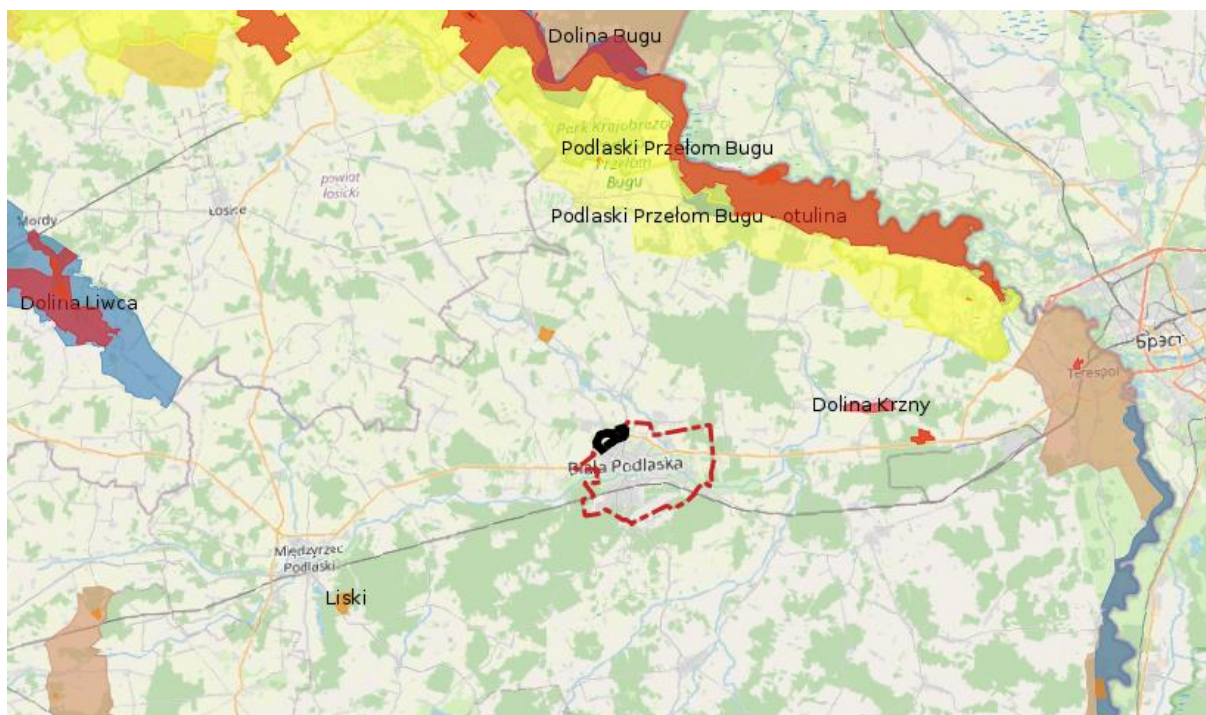 Dolina Bugu
Park Krajobrazo
Podlaski Przełom Bugu
Przełom
Bugu
powiat
łosicki
Łosice
Mordy
Podlaski Przełom Bugu - otulina
Dolina Liwca
Брэст
Terespol
Dolina Krzny
Biała Podlaska
Międzyrzec
Podlaski
Liski